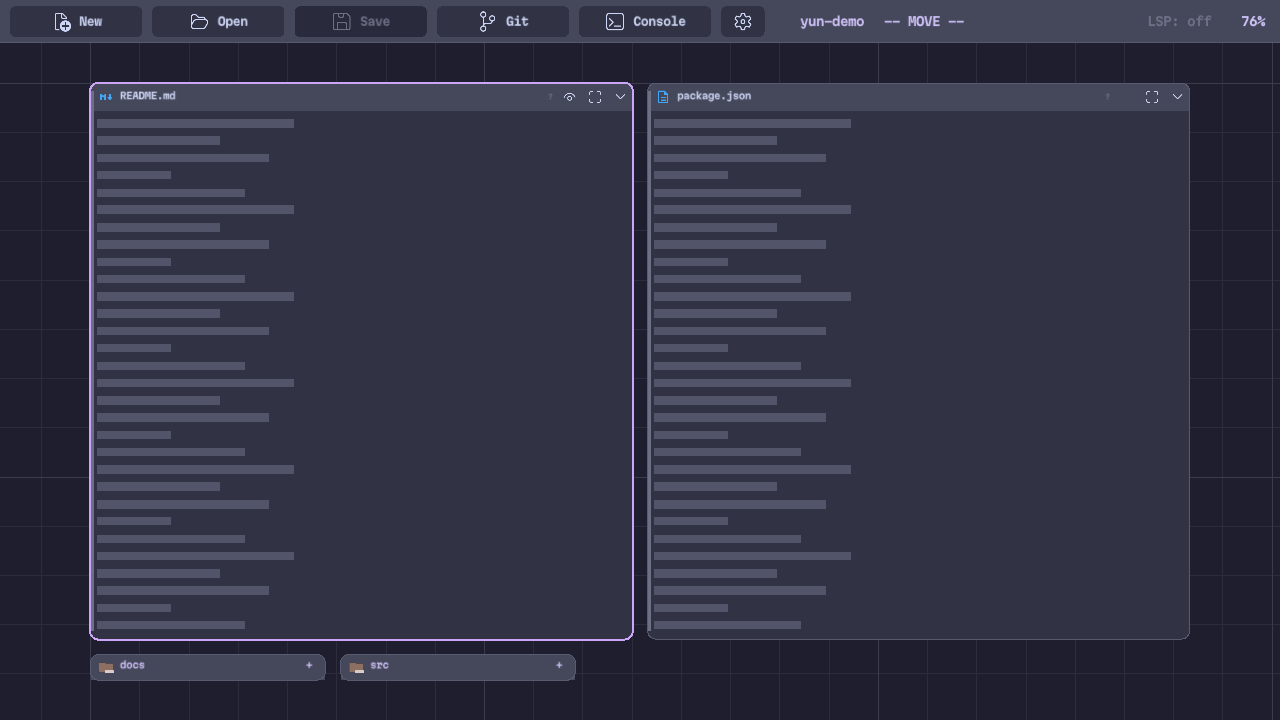 New Open Save Git Console yun-demo -- MOVE -- LSP: off 76%
README.md
package.json
docs +
src +